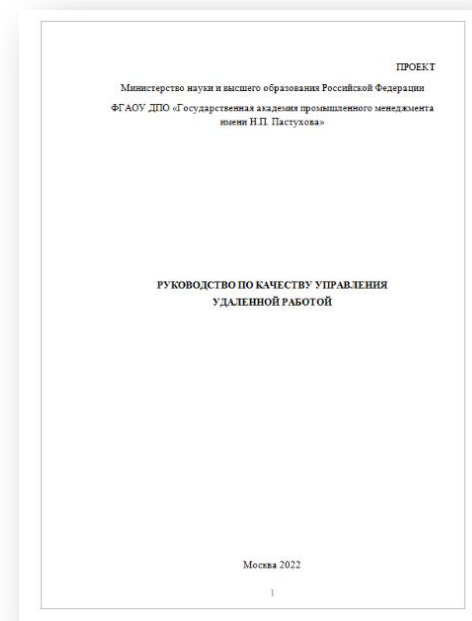 ПРОЕКТ
Министерство науки и высшего образования Российской Федерации
ФГАОУ ДПО «Государственная академия промышленного менеджмента
имени Н.П. Пастухова»
РУКОВОДСТВО ПО КАЧЕСТВУ УПРАВЛЕНИЯ
УДАЛЕННОЙ РАБОТОЙ
Москва 2022
1